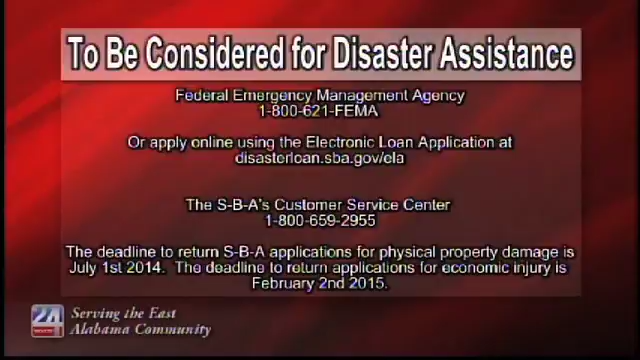 To Be Considered for Disaster Assistance
Federal Emergency Management Agency
1-800-621-FEMA
Or apply online using the Electronic Loan Application at
disasterloan.sba.gov/ela
The S-B-A's Customer Service Center
1-800-659-2955
The deadline to return S-B-A applications for physical property damage is
July 1st 2014.  The deadline to return applications for economic injury is
February 2nd 2015.
24
Serving the East
Alabama Community